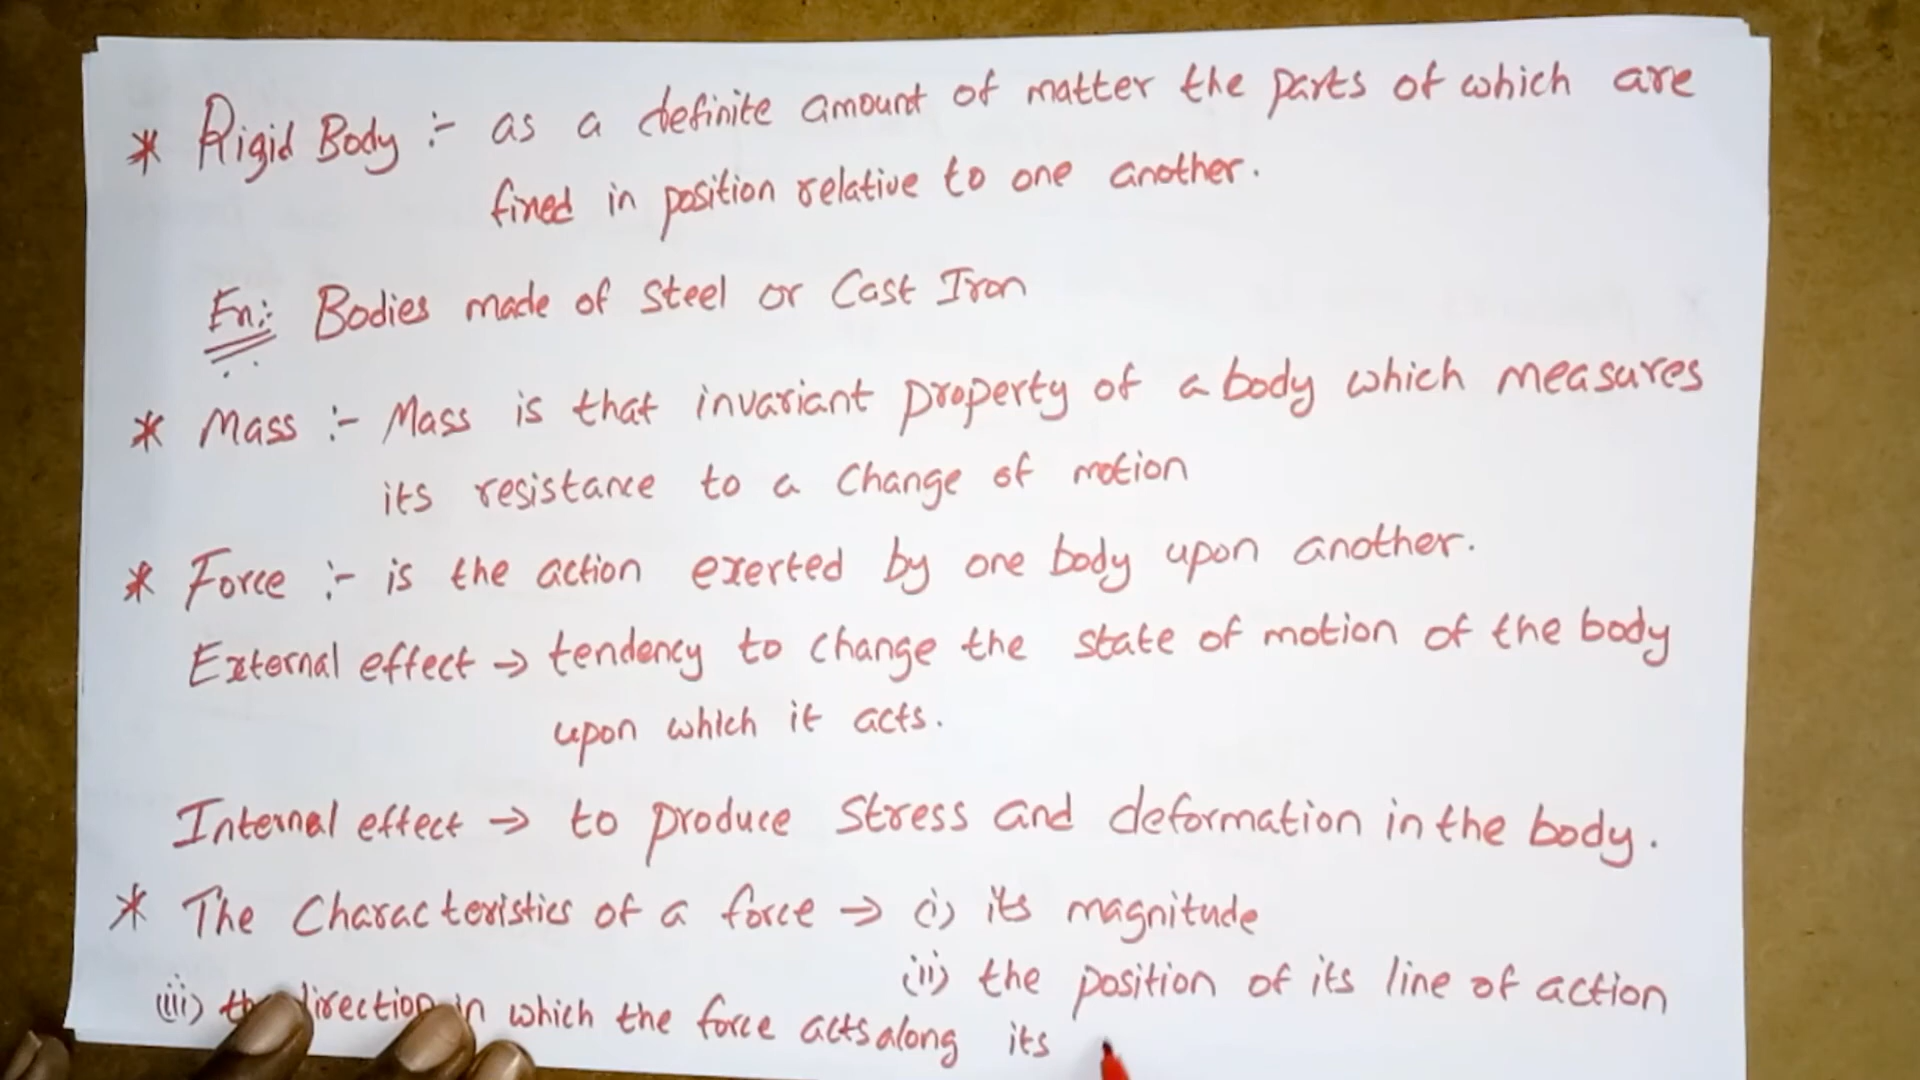 * Rigid Body :- as a definite amount of matter the parts of which are
fixed in position relative to one another.
Ex:- Bodies made of steel or Cast Iron
* Mass :- Mass is that invariant property of a body which measures
its resistance to a change of motion
* Force :- is the action exerted by one body upon another.
External effect → tendency to change the state of motion of the body
upon which it acts.
Internal effect → to produce stress and deformation in the body.
* The Characteristics of a force → (i) its magnitude
(ii) the position of its line of action
(iii) the direction in which the force acts along its